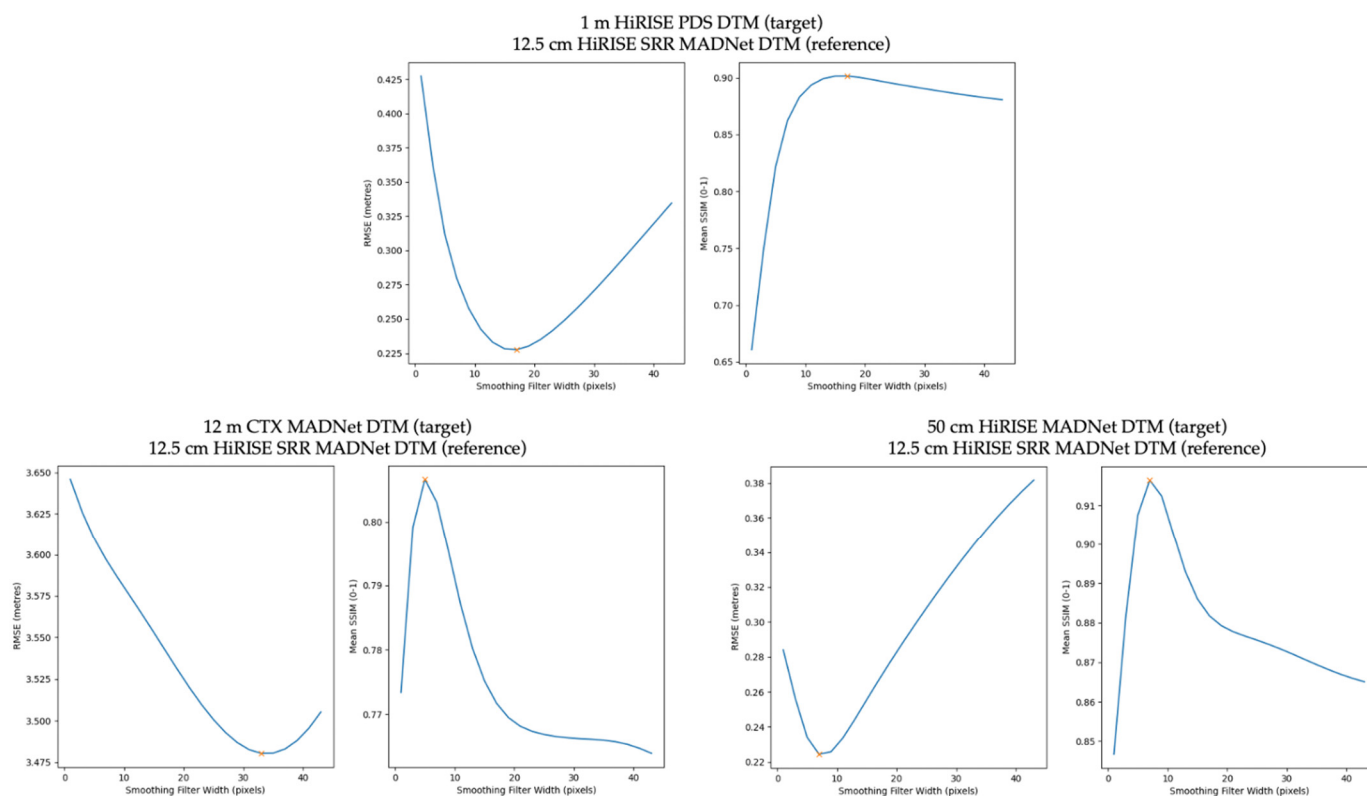 1 m HiRISE PDS DTM (target)
12.5 cm HiRISE SRR MADNet DTM (reference)
0.425
0.400
0.375
0.350
0.325
0.300
0.275
0.250
0.225
RMSE (metres)
0 10 20 30 40
Smoothing Filter Width (pixels)
0.90
0.85
0.80
0.75
0.70
0.65
Mean SSIM (0-1)
0 10 20 30 40
Smoothing Filter Width (pixels)
12 m CTX MADNet DTM (target)
12.5 cm HiRISE SRR MADNet DTM (reference)
3.650
3.625
3.600
3.575
3.550
3.525
3.500
3.475
RMSE (metres)
0 10 20 30 40
Smoothing Filter Width (pixels)
0.80
0.79
0.78
0.77
Mean SSIM (0-1)
0 10 20 30 40
Smoothing Filter Width (pixels)
50 cm HiRISE MADNet DTM (target)
12.5 cm HiRISE SRR MADNet DTM (reference)
0.38
0.36
0.34
0.32
0.30
0.28
0.26
0.24
0.22
RMSE (metres)
0 10 20 30 40
Smoothing Filter Width (pixels)
0.91
0.90
0.89
0.88
0.87
0.86
0.85
Mean SSIM (0-1)
0 10 20 30 40
Smoothing Filter Width (pixels)